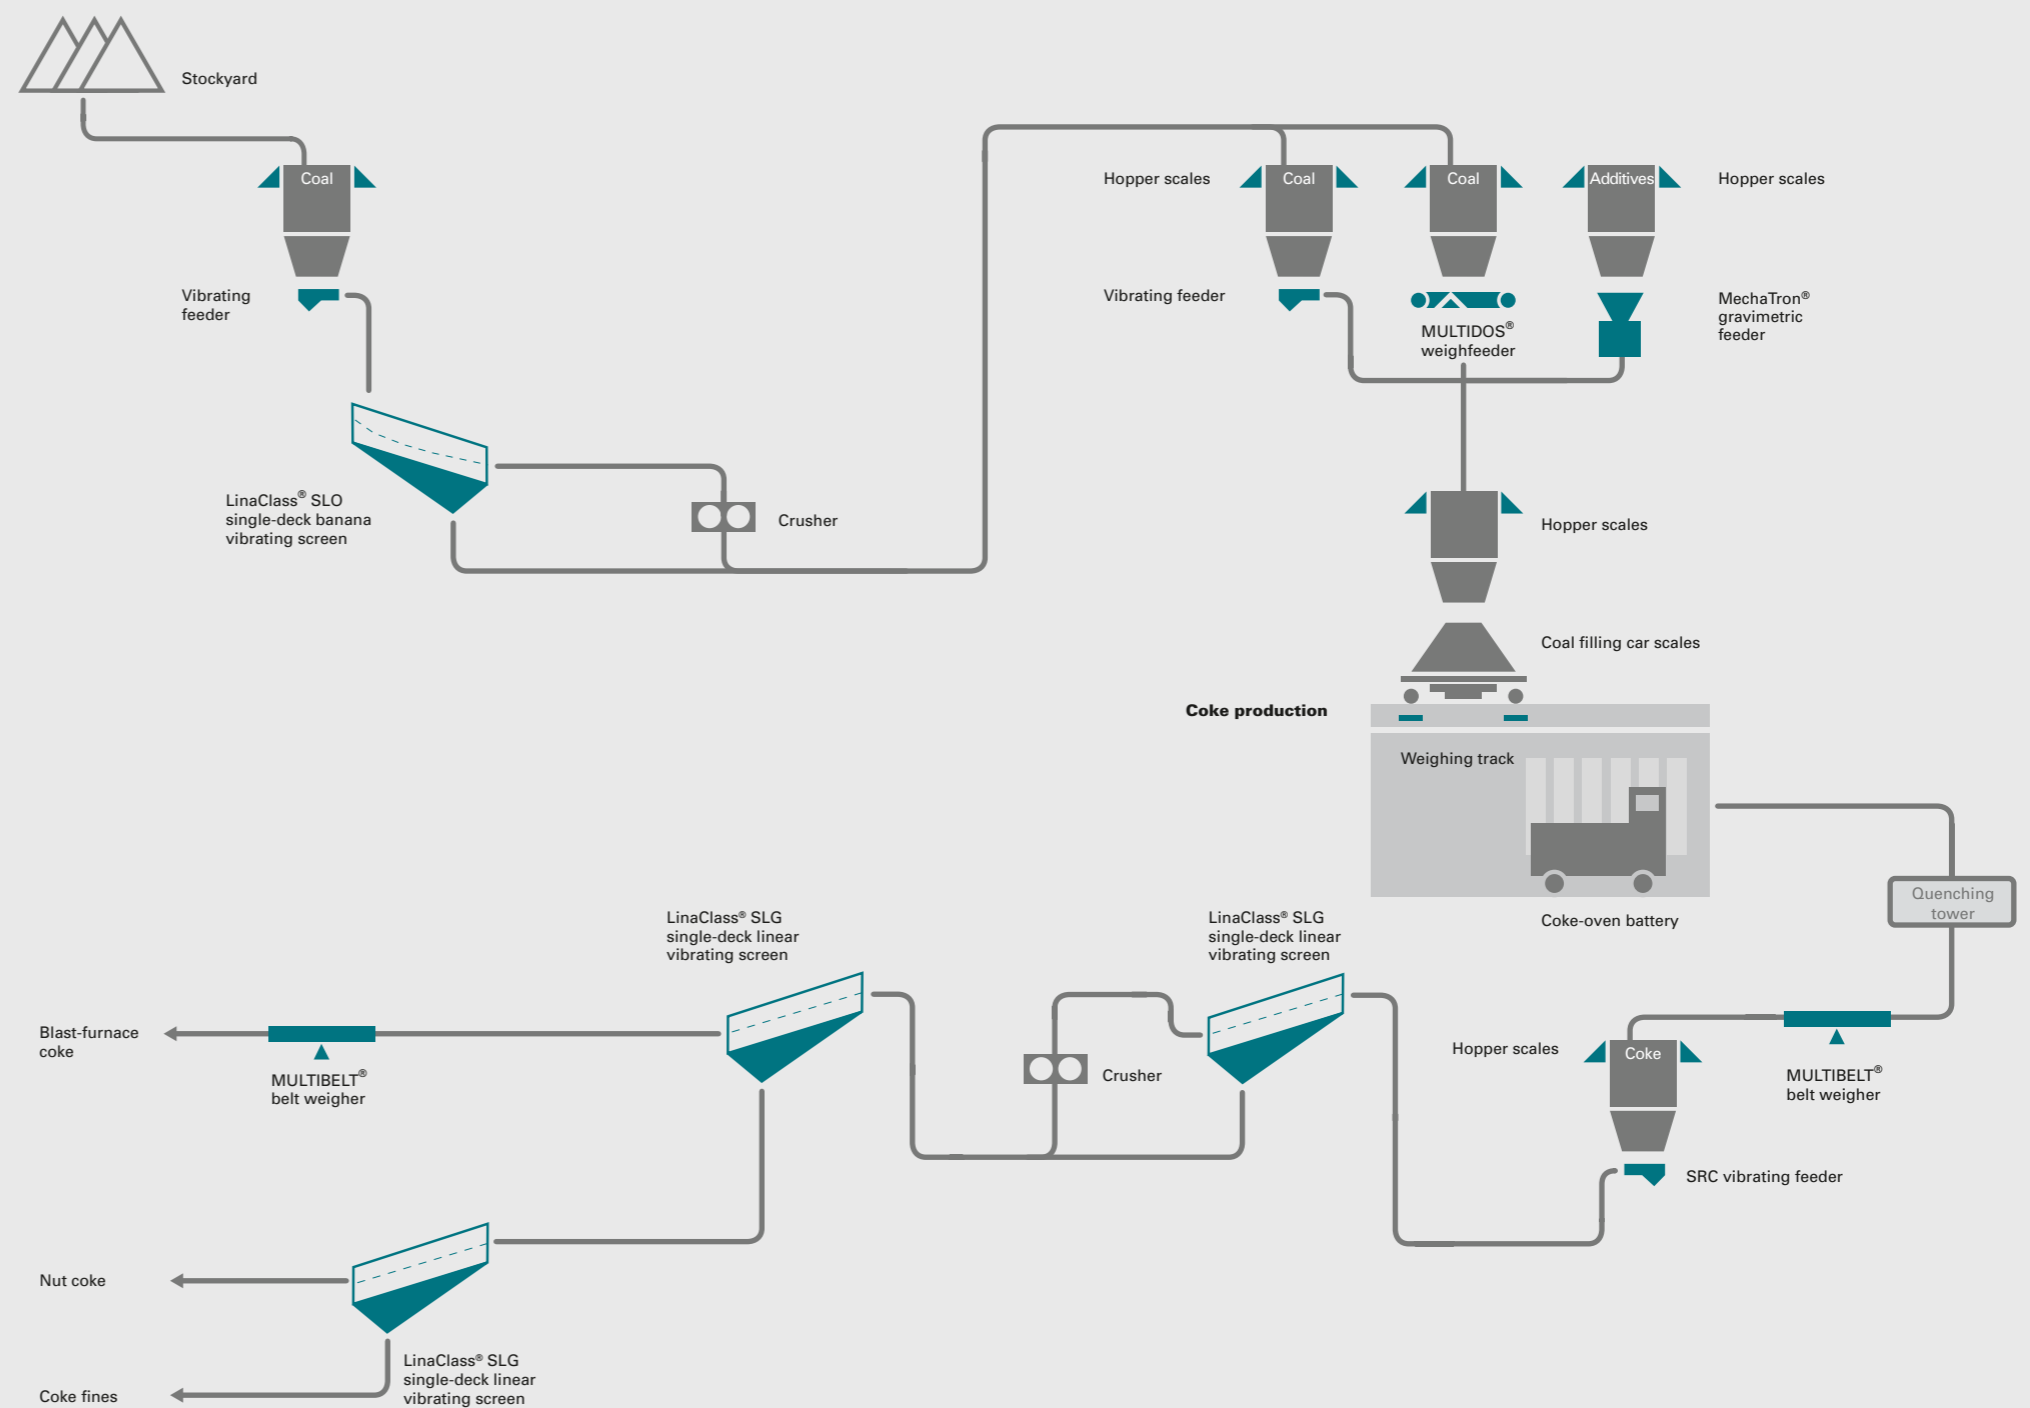 Stockyard
Coal
Vibrating
feeder
LinaClass® SLO
single-deck banana
vibrating screen
Crusher
Hopper scales
Coal
Coal
Additives
Hopper scales
Vibrating feeder
MULTIDOS®
weighfeeder
MechaTron®
gravimetric
feeder
Hopper scales
Coal filling car scales
Coke production
Weighing track
Coke-oven battery
Quenching
tower
MULTIBELT®
belt weigher
Hopper scales
Coke
SRC vibrating feeder
LinaClass® SLG
single-deck linear
vibrating screen
Crusher
LinaClass® SLG
single-deck linear
vibrating screen
Blast-furnace
coke
MULTIBELT®
belt weigher
Nut coke
LinaClass® SLG
single-deck linear
vibrating screen
Coke fines